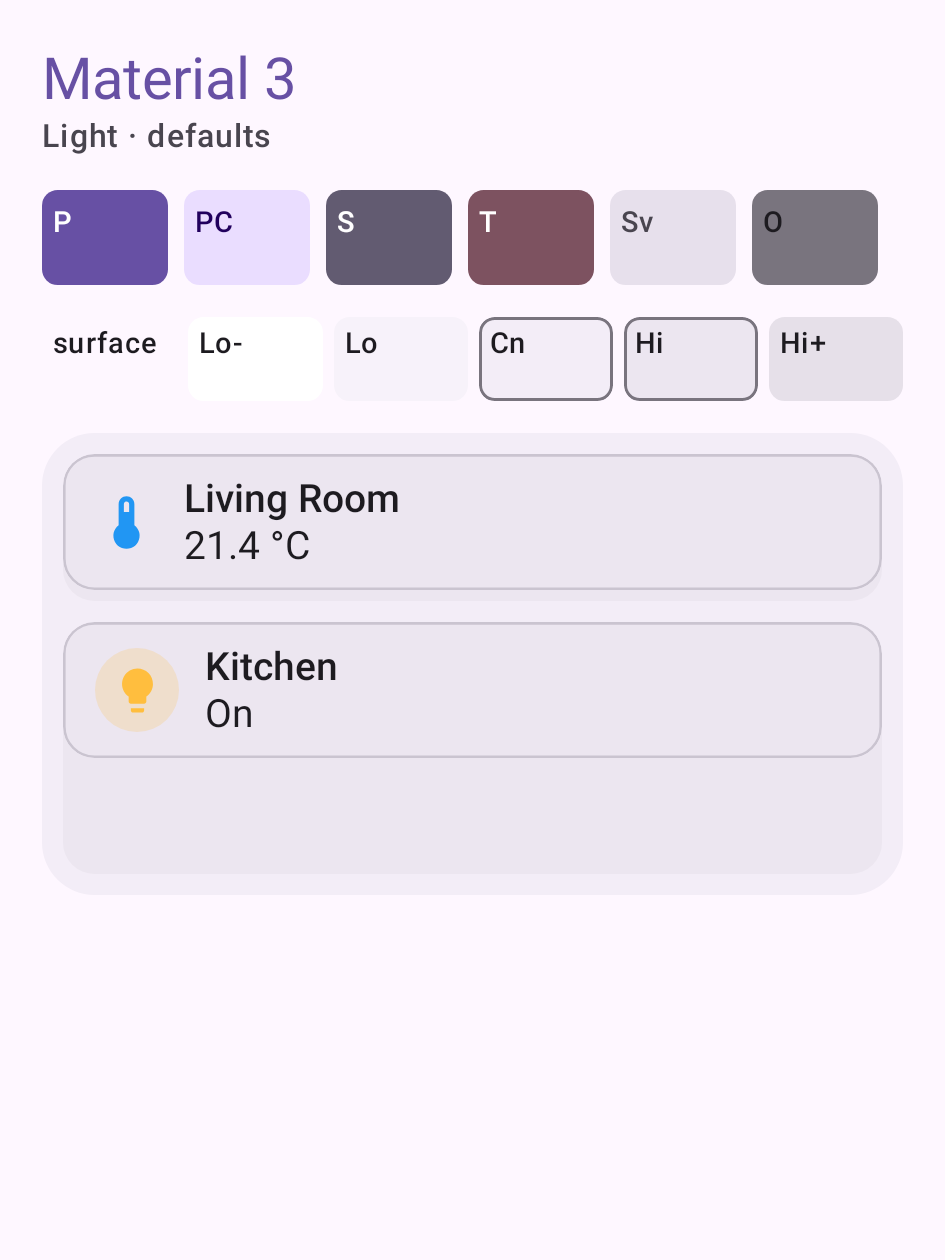 Material 3
Light · defaults
P PC S T Sv O
surface Lo- Lo Cn Hi Hi+
Living Room
21.4 °C
Kitchen
On